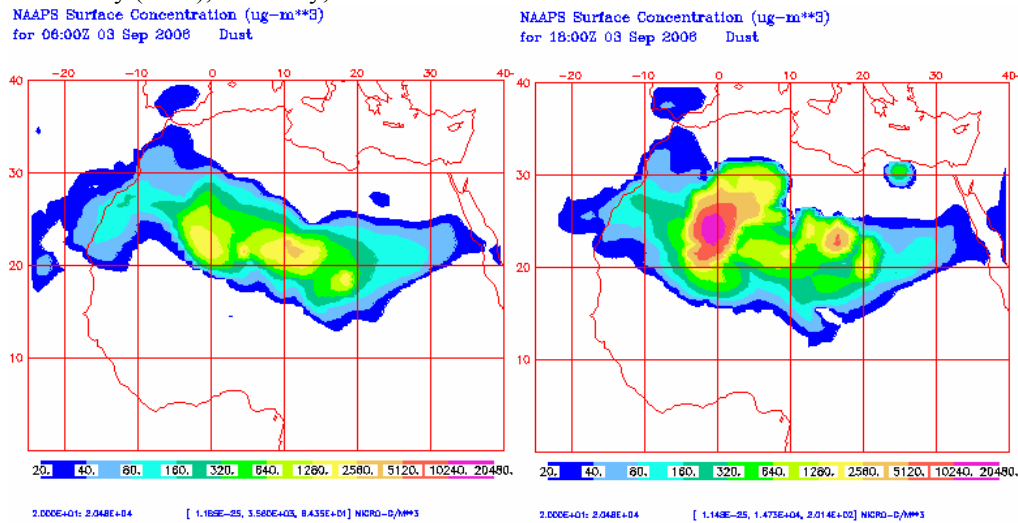 NAAPS Surface Concentration (ug-m**3)
for 06:00Z 03 Sep 2006 Dust
-20 -10 0 10 20 30 40
40
30
20
10
20. 40. 80. 160. 320. 640. 1280. 2560. 5120. 10240. 20480.
2.000E+01: 2.048E+04 [ 1.165E-25, 3.560E+03, 8.435E+01] MICRO-G/M**3
NAAPS Surface Concentration (ug-m**3)
for 18:00Z 03 Sep 2006 Dust
-20 -10 0 10 20 30 40
40
30
20
10
20. 40. 80. 160. 320. 640. 1280. 2560. 5120. 10240. 20480.
2.000E+01: 2.048E+04 [ 1.148E-25, 1.473E+04, 2.014E+02] MICRO-G/M**3